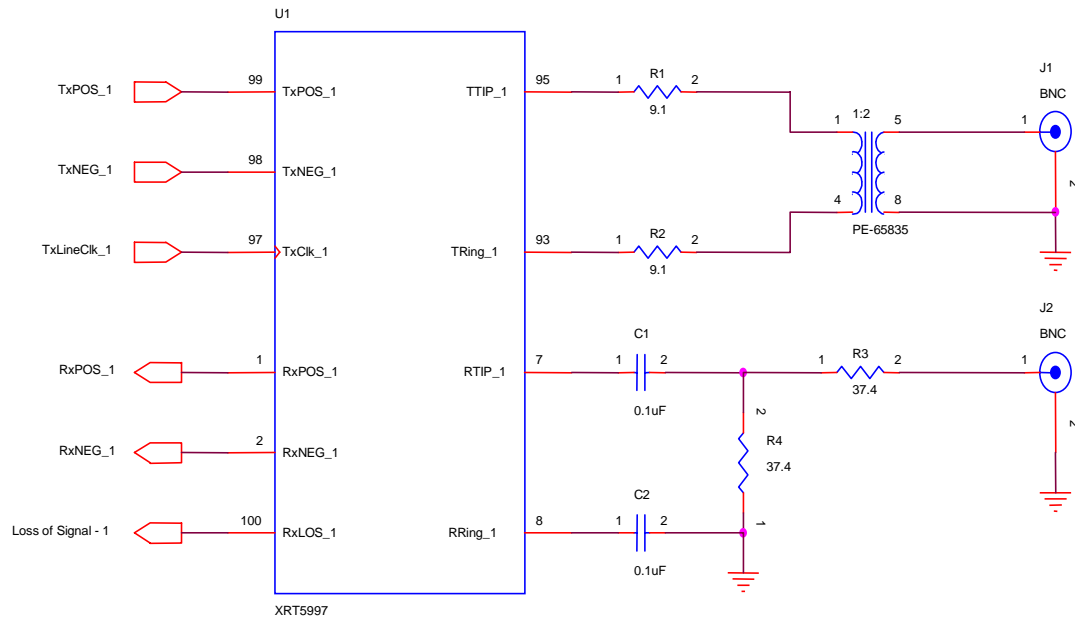 U1
TxPOS_1
99
TxPOS_1
TTIP_1
95
1
R1
2
9.1
1:2
1
5
4
8
PE-65835
J1
BNC
1
2
TxNEG_1
98
TxNEG_1
TxLineClk_1
97
TxClk_1
TRing_1
93
1
R2
2
9.1
RxPOS_1
1
RxPOS_1
RTIP_1
7
C1
1
2
0.1uF
1
R3
2
37.4
J2
BNC
1
2
RxNEG_1
2
RxNEG_1
2
R4
37.4
1
Loss of Signal - 1
100
RxLOS_1
RRing_1
8
C2
1
2
0.1uF
XRT5997